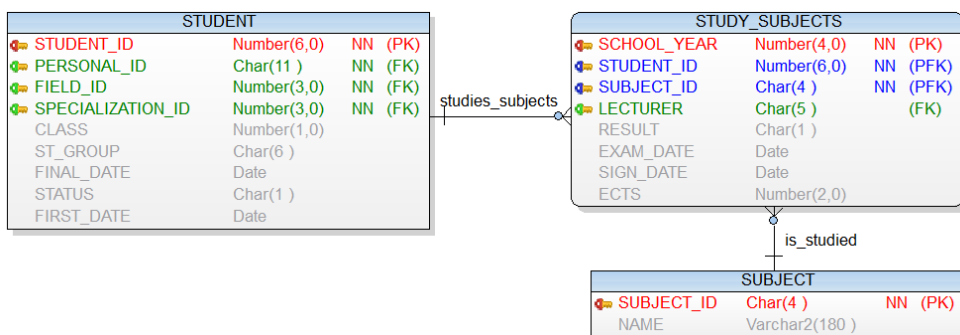 STUDENT
STUDENT_ID Number(6,0) NN (PK)
PERSONAL_ID Char(11 ) NN (FK)
FIELD_ID Number(3,0) NN (FK)
SPECIALIZATION_ID Number(3,0) NN (FK)
CLASS Number(1,0)
ST_GROUP Char(6 )
FINAL_DATE Date
STATUS Char(1 )
FIRST_DATE Date
studies_subjects
STUDY_SUBJECTS
SCHOOL_YEAR Number(4,0) NN (PK)
STUDENT_ID Number(6,0) NN (PFK)
SUBJECT_ID Char(4 ) NN (PFK)
LECTURER Char(5 ) (FK)
RESULT Char(1 )
EXAM_DATE Date
SIGN_DATE Date
ECTS Number(2,0)
is_studied
SUBJECT
SUBJECT_ID Char(4 ) NN (PK)
NAME Varchar2(180 )